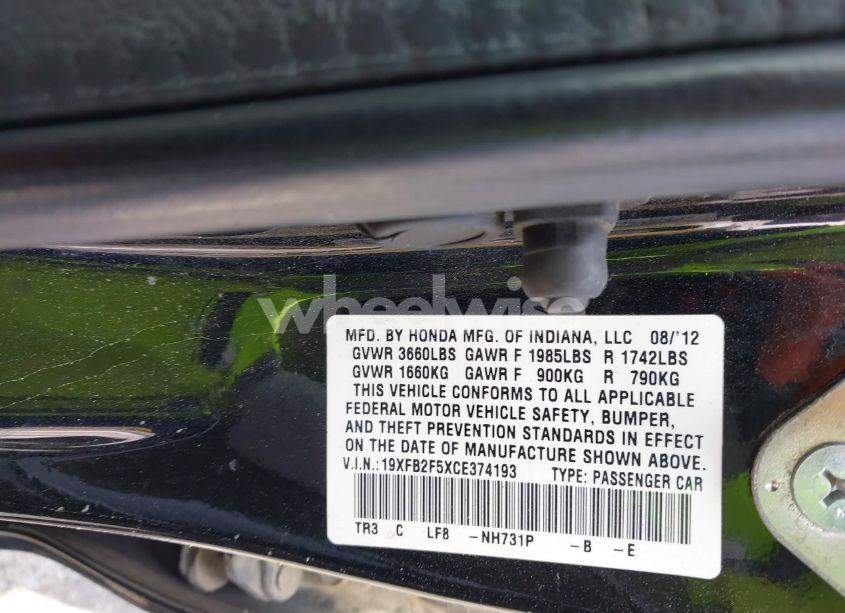 wheelwise
MFD. BY HONDA MFG. OF INDIANA, LLC 08/'12
GVWR 3660LBS GAWR F 1985LBS R 1742LBS
GVWR 1660KG GAWR F 900KG R 790KG
THIS VEHICLE CONFORMS TO ALL APPLICABLE
FEDERAL MOTOR VEHICLE SAFETY, BUMPER,
AND THEFT PREVENTION STANDARDS IN EFFECT
ON THE DATE OF MANUFACTURE SHOWN ABOVE.
V.I.N.:19XFB2F5XCE374193 TYPE: PASSENGER CAR
TR3 C LF8 -NH731P -B -E